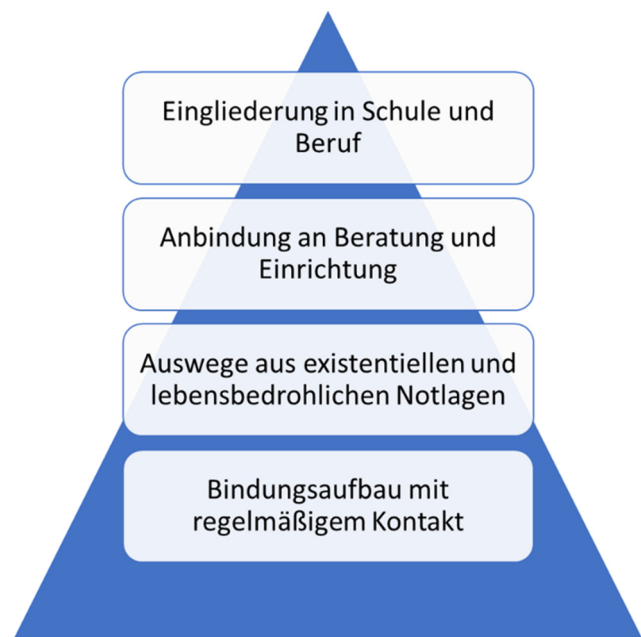 Eingliederung in Schule und
Beruf
Anbindung an Beratung und
Einrichtung
Auswege aus existentiellen und
lebensbedrohlichen Notlagen
Bindungsaufbau mit
regelmäßigem Kontakt